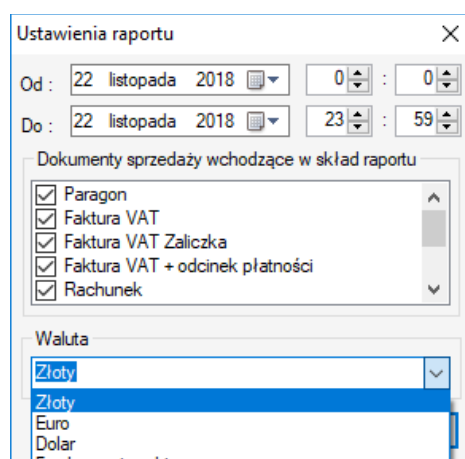 Ustawienia raportu
Od : 22 listopada 2018 0 : 0
Do : 22 listopada 2018 23 : 59
Dokumenty sprzedaży wchodzące w skład raportu
Paragon
Faktura VAT
Faktura VAT Zaliczka
Faktura VAT + odcinek płatności
Rachunek
Waluta
Złoty
Złoty
Euro
Dolar